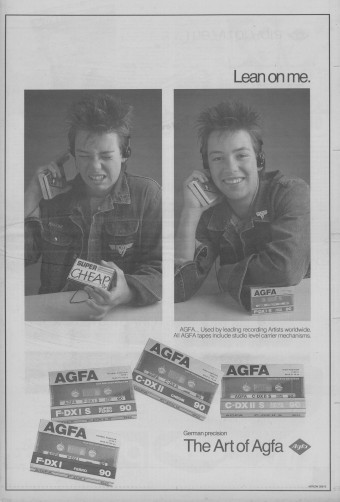 Lean on me.
SUPER
CHEAP
AGFA
AGFA... Used by leading recording Artists worldwide.
All AGFA tapes include studio level carrier mechanisms.
AGFA
F-DX I S 90
AGFA
C-DX II 90
AGFA
C-DX II S 90
AGFA
F-DX I 90
German precision
The Art of Agfa